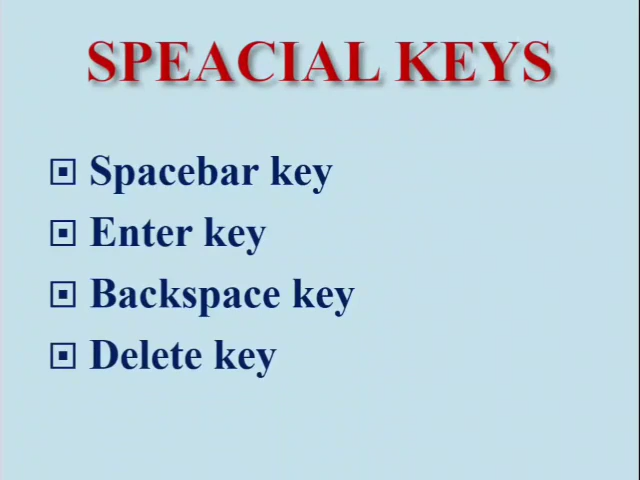 SPEACIAL KEYS
Spacebar key
Enter key
Backspace key
Delete key